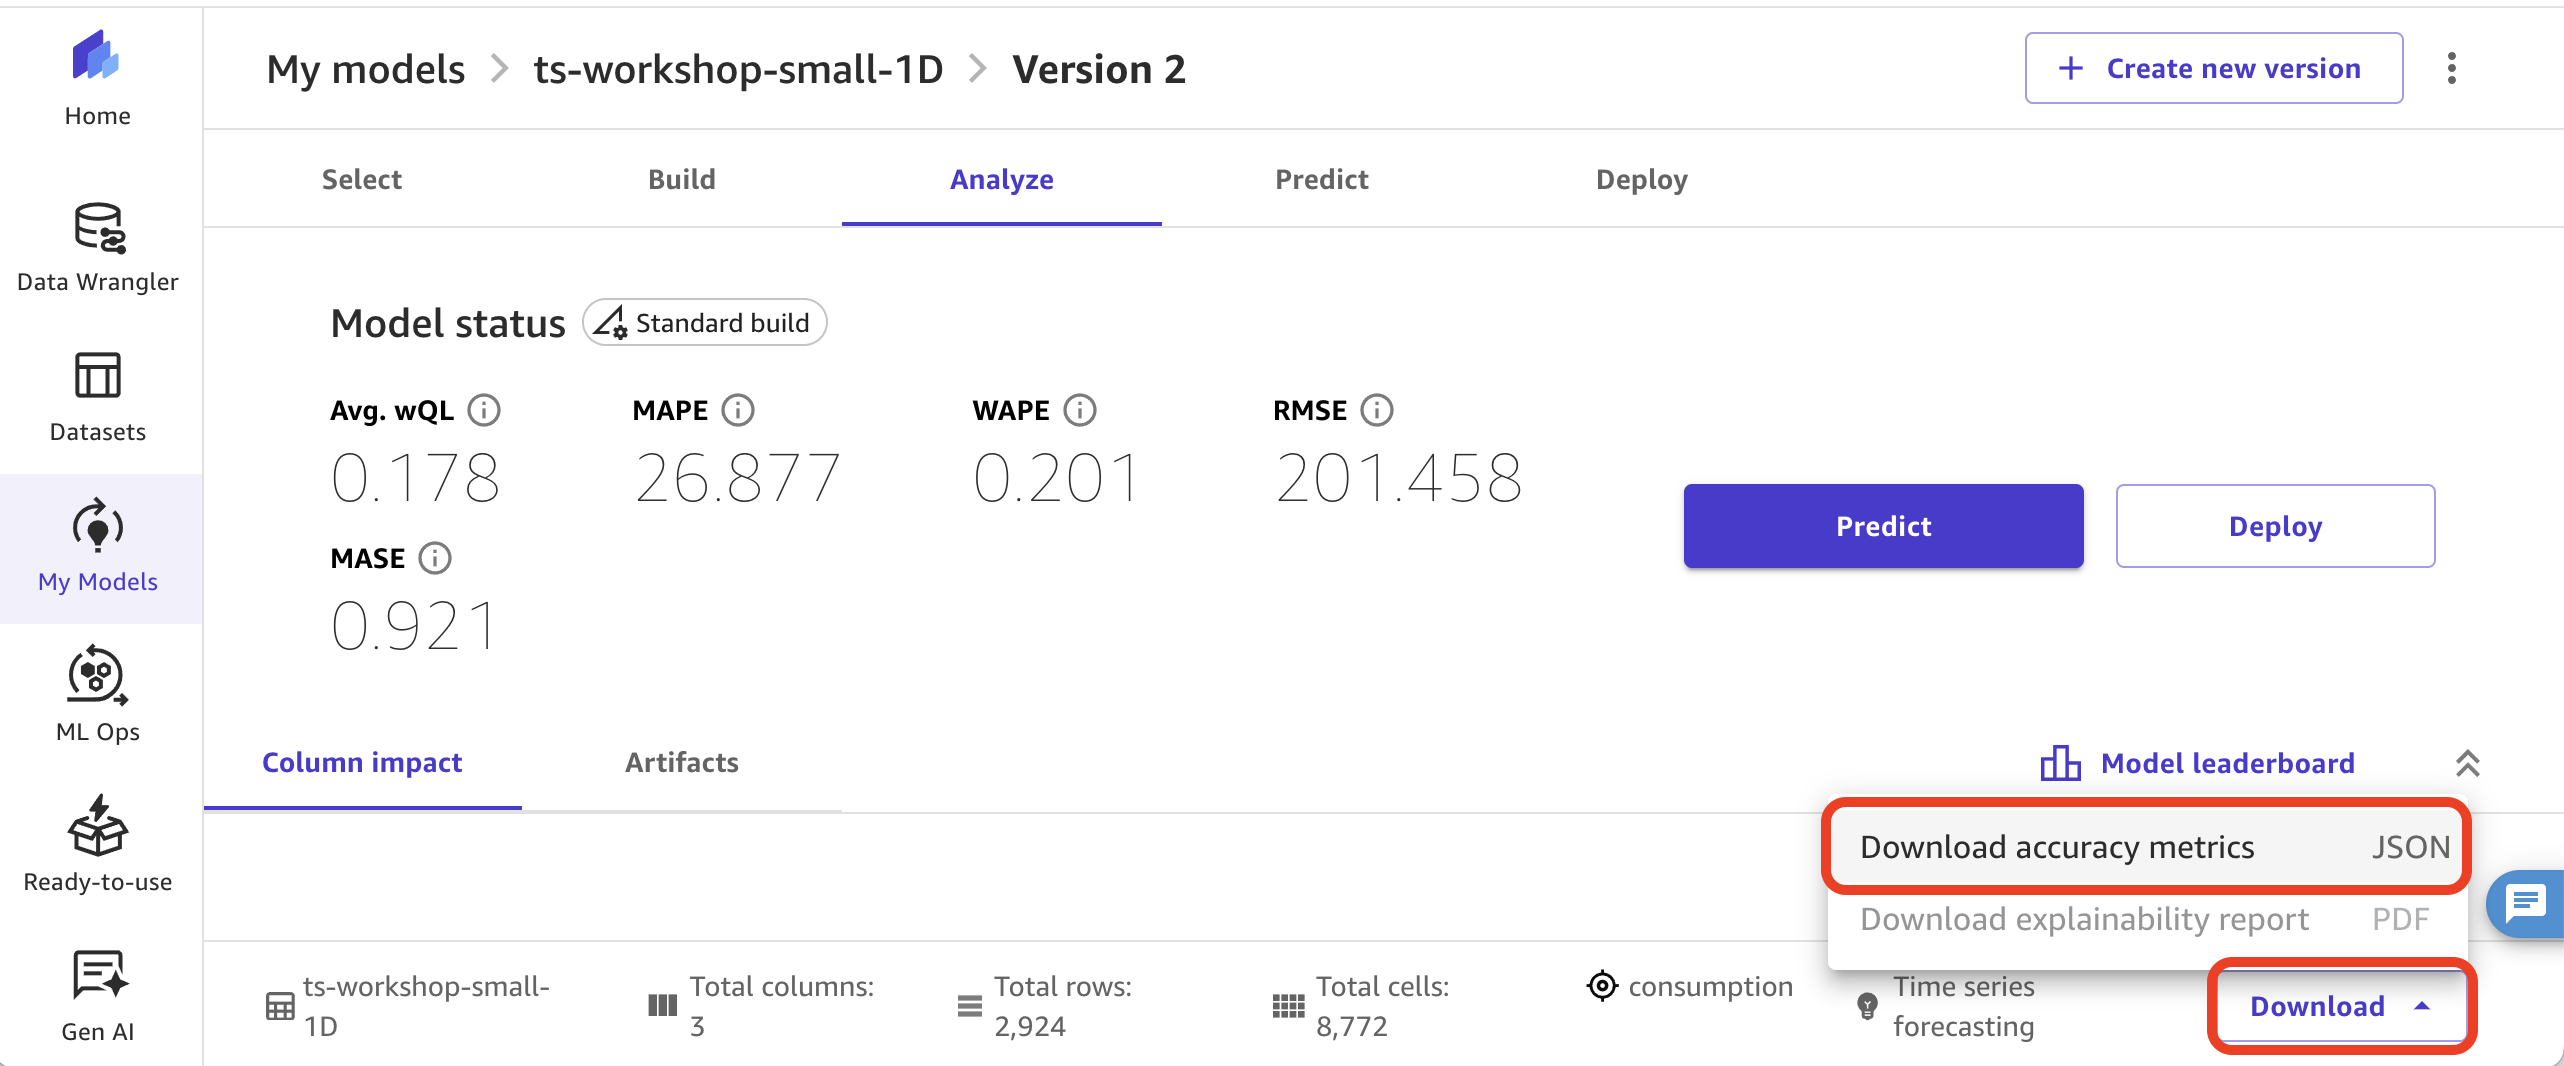 My models > ts-workshop-small-1D > Version 2
+ Create new version
Home
Data Wrangler
Datasets
My Models
ML Ops
Ready-to-use
Gen AI
Select
Build
Analyze
Predict
Deploy
Model status
Standard build
Avg. wQL
0.178
MAPE
26.877
WAPE
0.201
RMSE
201.458
MASE
0.921
Predict
Deploy
Column impact
Artifacts
Model leaderboard
Download accuracy metrics JSON
Download explainability report PDF
ts-workshop-small-
1D
Total columns:
3
Total rows:
2,924
Total cells:
8,772
consumption
Time series
forecasting
Download